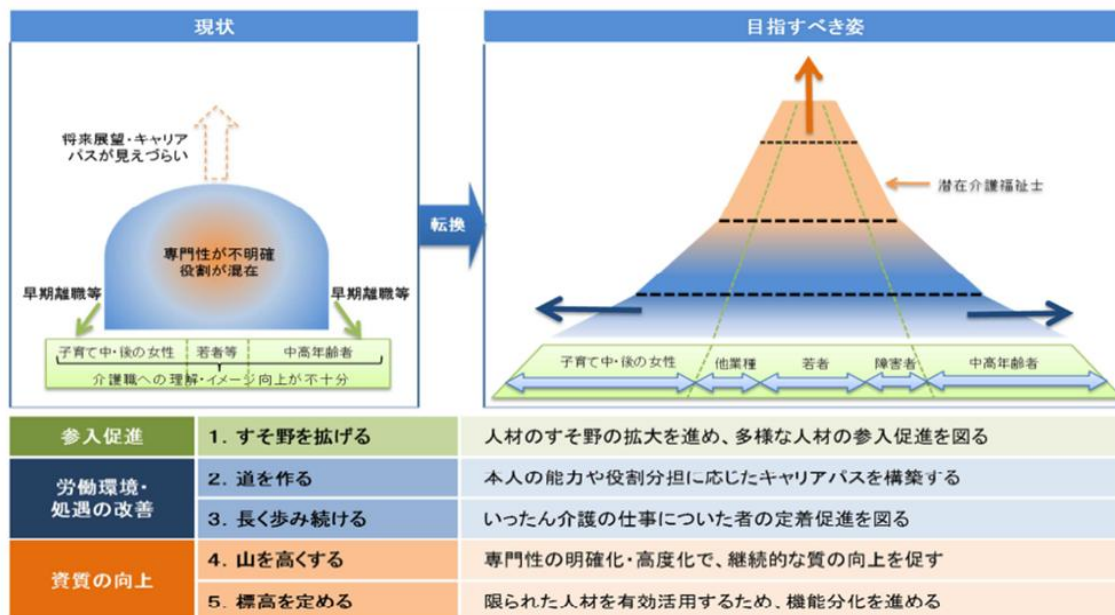 現状
将来展望・キャリア
パスが見えづらい
専門性が不明確
役割が混在
早期離職等
早期離職等
子育て中・後の女性
若者等
中高年齢者
介護職への理解・イメージ向上が不十分
転換
目指すべき姿
潜在介護福祉士
子育て中・後の女性
他業種
若者
障害者
中高年齢者
参入促進
1. すそ野を拡げる
人材のすそ野の拡大を進め、多様な人材の参入促進を図る
労働環境・
処遇の改善
2. 道を作る
本人の能力や役割分担に応じたキャリアパスを構築する
3. 長く歩み続ける
いったん介護の仕事についた者の定着促進を図る
資質の向上
4. 山を高くする
専門性の明確化・高度化で、継続的な質の向上を促す
5. 標高を定める
限られた人材を有効活用するため、機能分化を進める